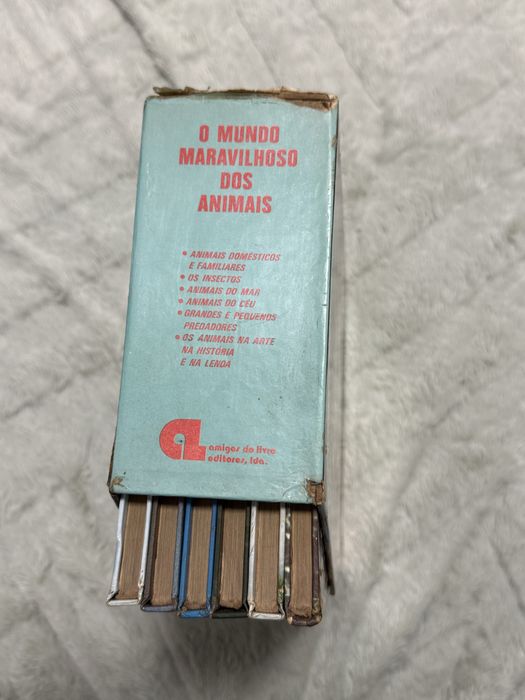 O MUNDO
MARAVILHOSO
DOS
ANIMAIS
• ANIMAIS DOMÉSTICOS
E FAMILIARES
• OS INSECTOS
• ANIMAIS DO MAR
• ANIMAIS DO CÉU
• GRANDES E PEQUENOS
PREDADORES
• OS ANIMAIS NA ARTE
NA HISTÓRIA
E NA LENDA
amigos do livro
editores, lda.